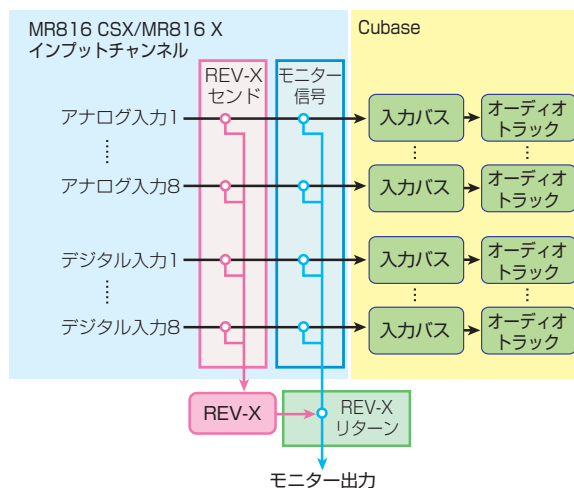 MR816 CSX/MR816 X
インプットチャンネル
Cubase
REV-X
センド
モニター
信号
アナログ入力1
入力バス
オーディオ
トラック
アナログ入力8
入力バス
オーディオ
トラック
デジタル入力1
入力バス
オーディオ
トラック
デジタル入力8
入力バス
オーディオ
トラック
REV-X
REV-X
リターン
モニター出力